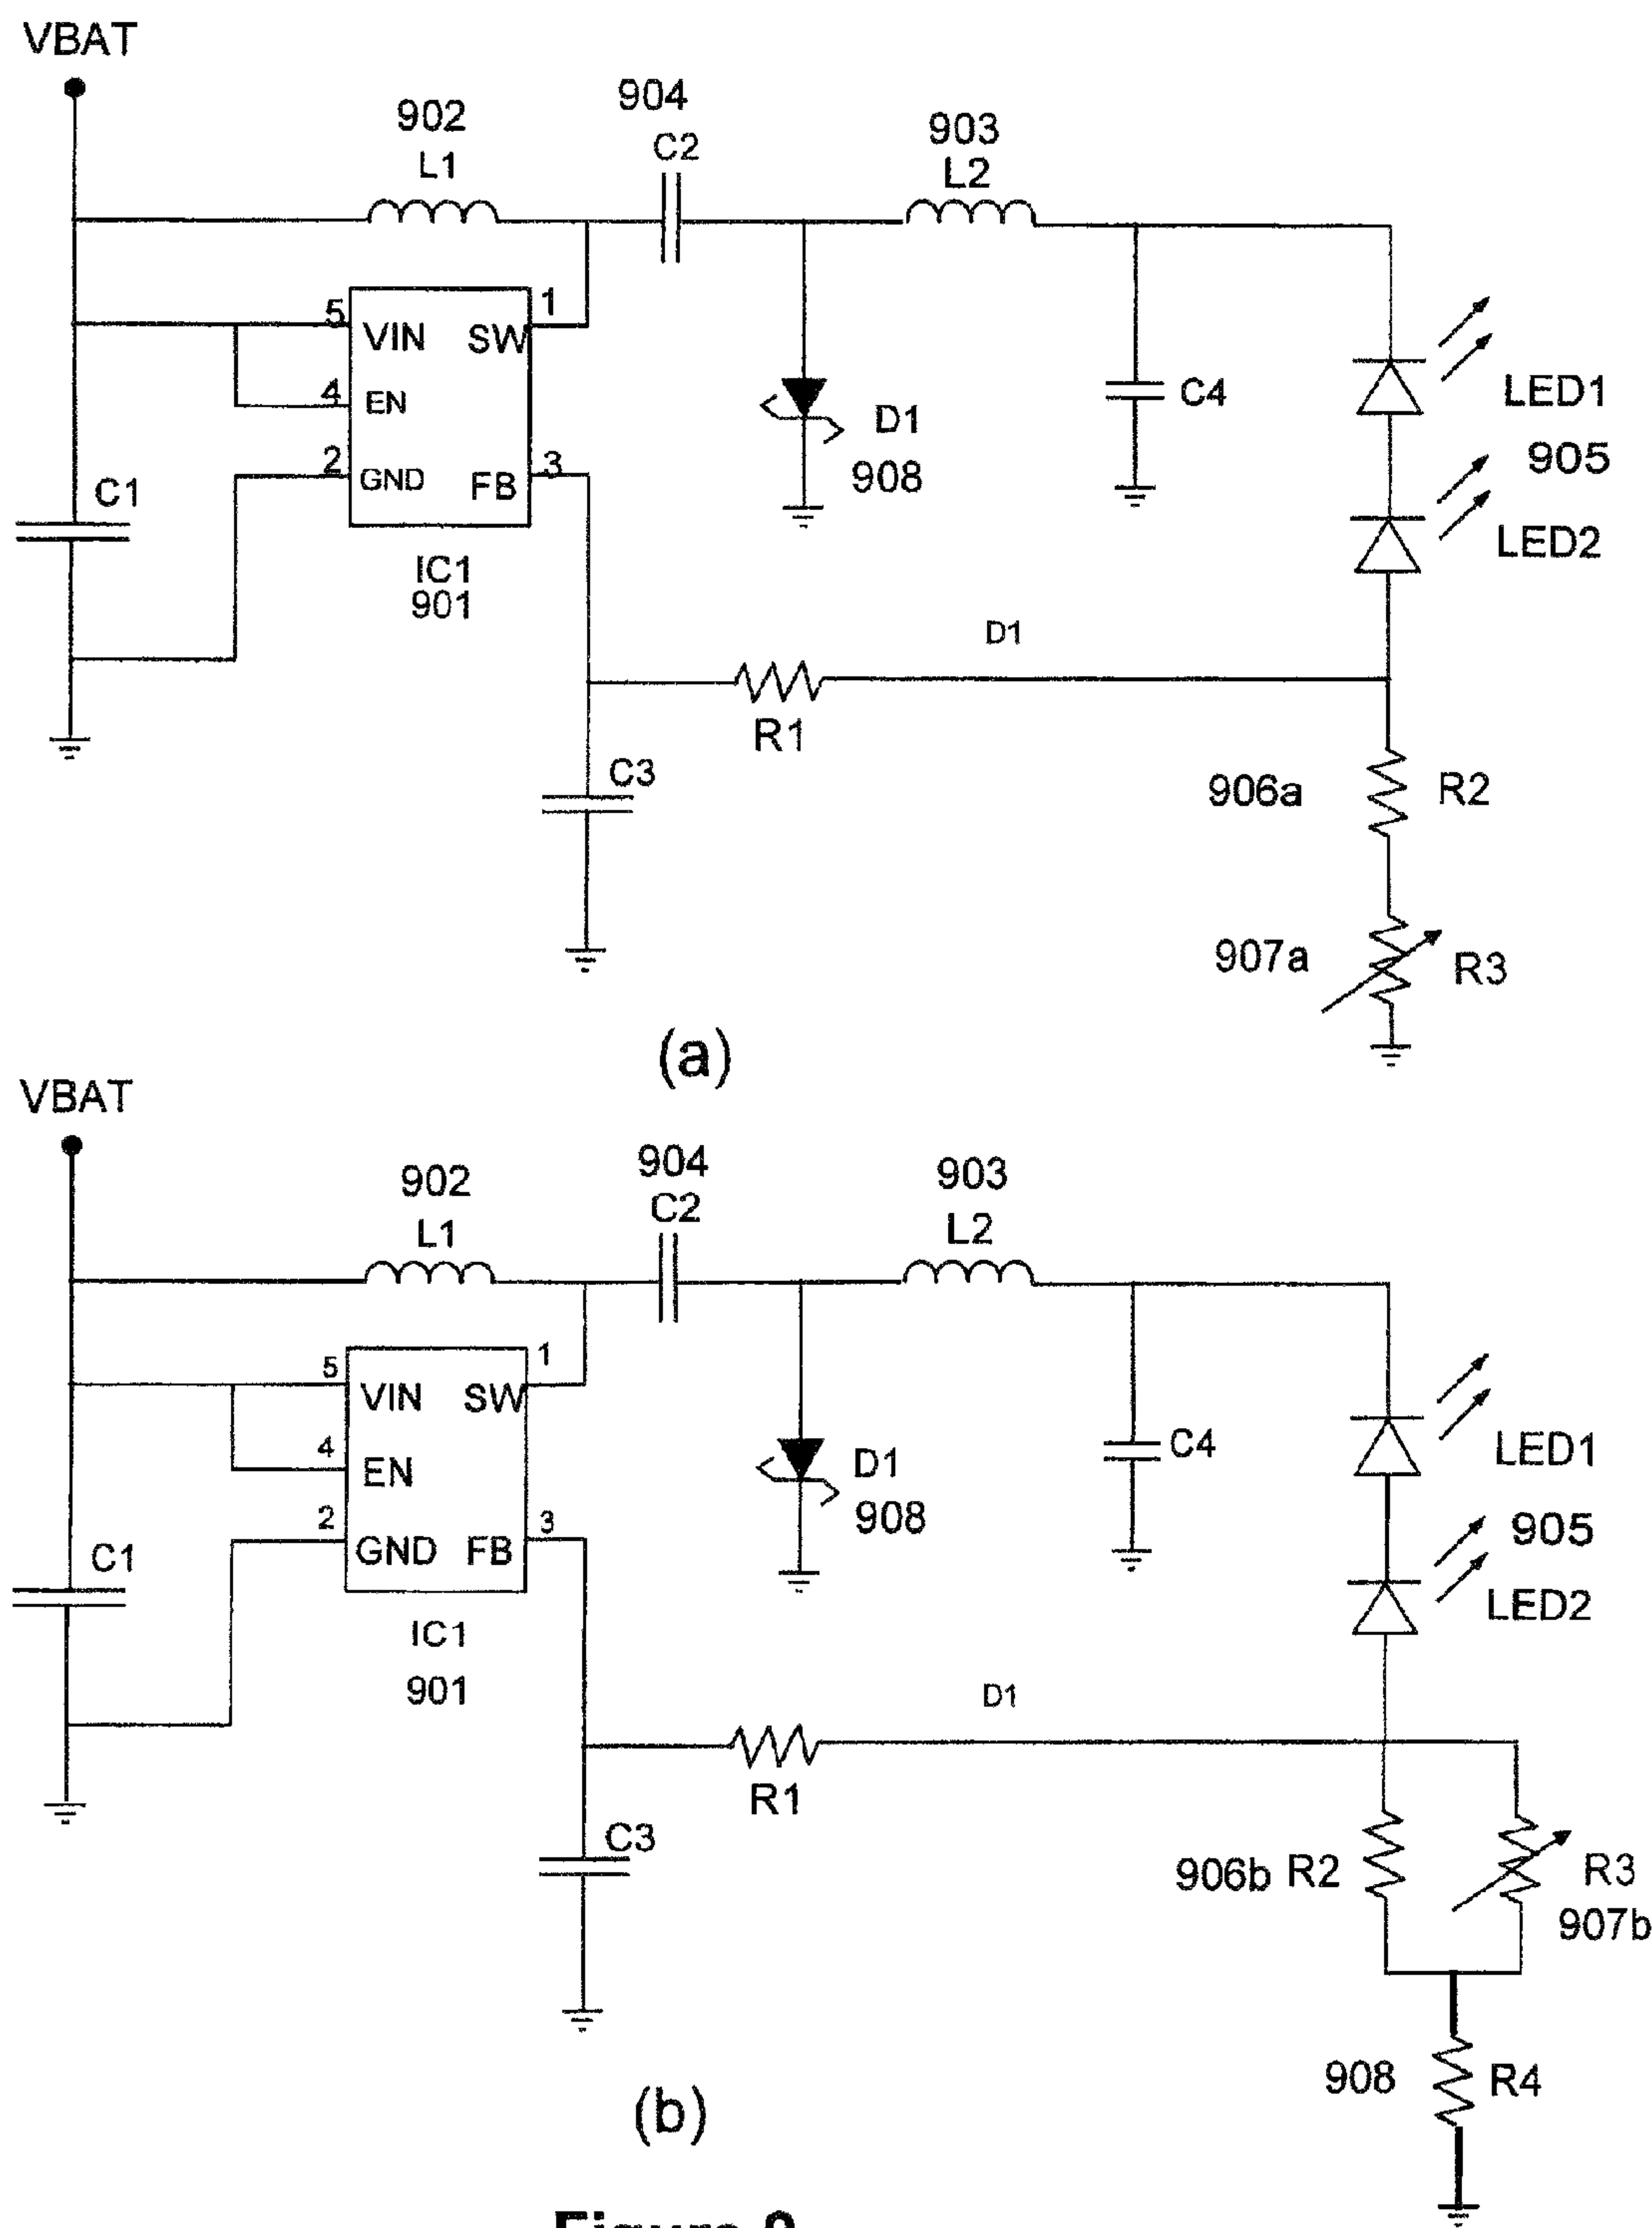 VBAT
902
L1
904
C2
903
L2
5
VIN
SW
1
4
EN
2
GND
FB
3
C1
IC1
901
D1
908
C4
LED1
905
LED2
D1
R1
C3
906a
R2
907a
R3
(a)
VBAT
902
L1
904
C2
903
L2
5
VIN
SW
1
4
EN
2
GND
FB
3
C1
IC1
901
D1
908
C4
LED1
905
LED2
D1
R1
C3
906b R2
R3
907b
908
R4
(b)
Figure 9